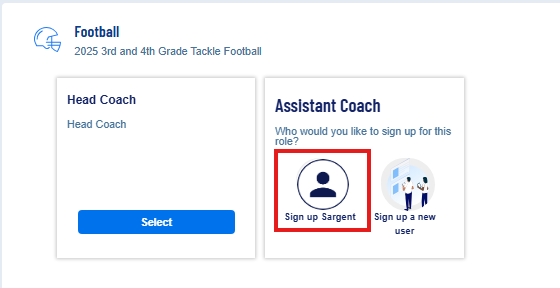 Football
2025 3rd and 4th Grade Tackle Football
Head Coach
Head Coach
Select
Assistant Coach
Who would you like to sign up for this
role?
Sign up Sargent
Sign up a new
user